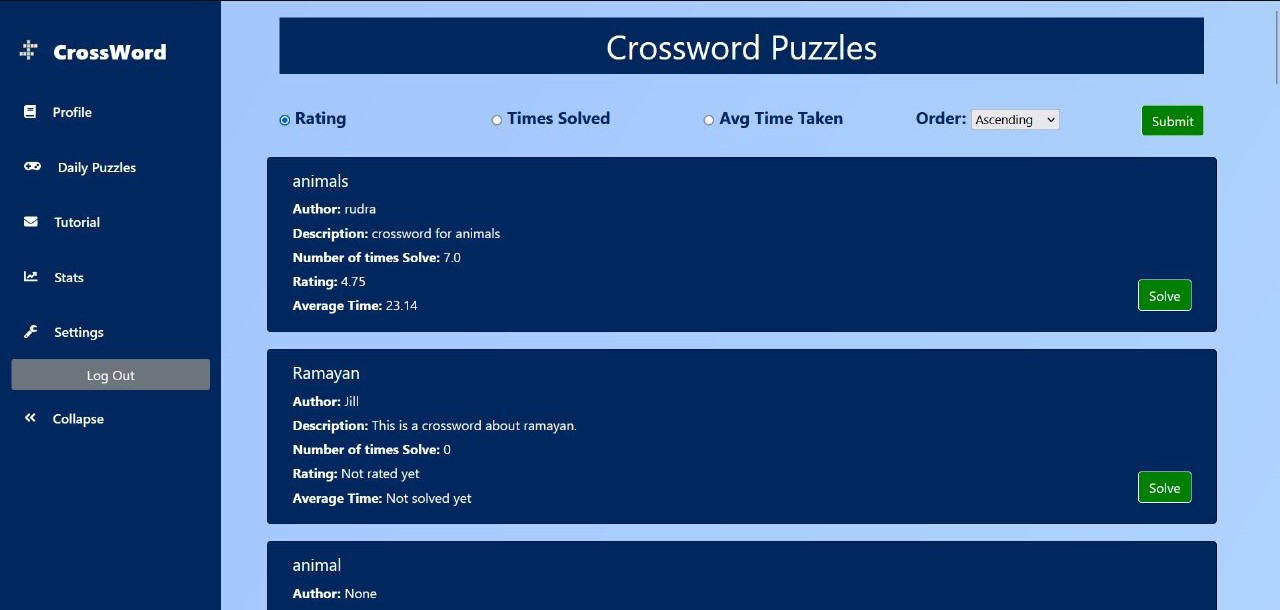 CrossWord
Profile
Daily Puzzles
Tutorial
Stats
Settings
Log Out
Collapse
Crossword Puzzles
Rating Times Solved Avg Time Taken Order: Ascending Submit
animals
Author: rudra
Description: crossword for animals
Number of times Solve: 7.0
Rating: 4.75
Average Time: 23.14
Solve
Ramayan
Author: Jill
Description: This is a crossword about ramayan.
Number of times Solve: 0
Rating: Not rated yet
Average Time: Not solved yet
Solve
animal
Author: None